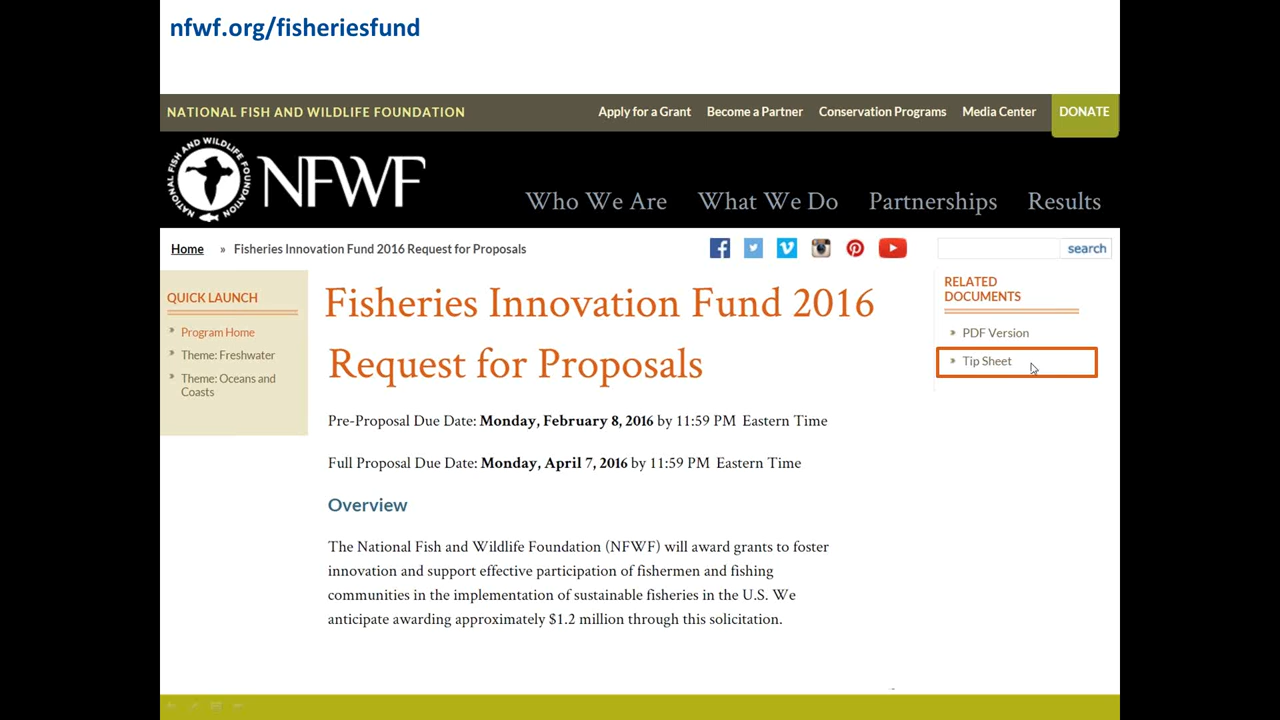 nfwf.org/fisheriesfund
NATIONAL FISH AND WILDLIFE FOUNDATION
Apply for a Grant
Become a Partner
Conservation Programs
Media Center
DONATE
NATIONAL FISH AND WILDLIFE FOUNDATION
NFWF
Who We Are
What We Do
Partnerships
Results
Home » Fisheries Innovation Fund 2016 Request for Proposals
search
QUICK LAUNCH
Program Home
Theme: Freshwater
Theme: Oceans and
Coasts
Fisheries Innovation Fund 2016
Request for Proposals
Pre-Proposal Due Date: Monday, February 8, 2016 by 11:59 PM Eastern Time
Full Proposal Due Date: Monday, April 7, 2016 by 11:59 PM Eastern Time
Overview
The National Fish and Wildlife Foundation (NFWF) will award grants to foster
innovation and support effective participation of fishermen and fishing
communities in the implementation of sustainable fisheries in the U.S. We
anticipate awarding approximately $1.2 million through this solicitation.
RELATED
DOCUMENTS
PDF Version
Tip Sheet